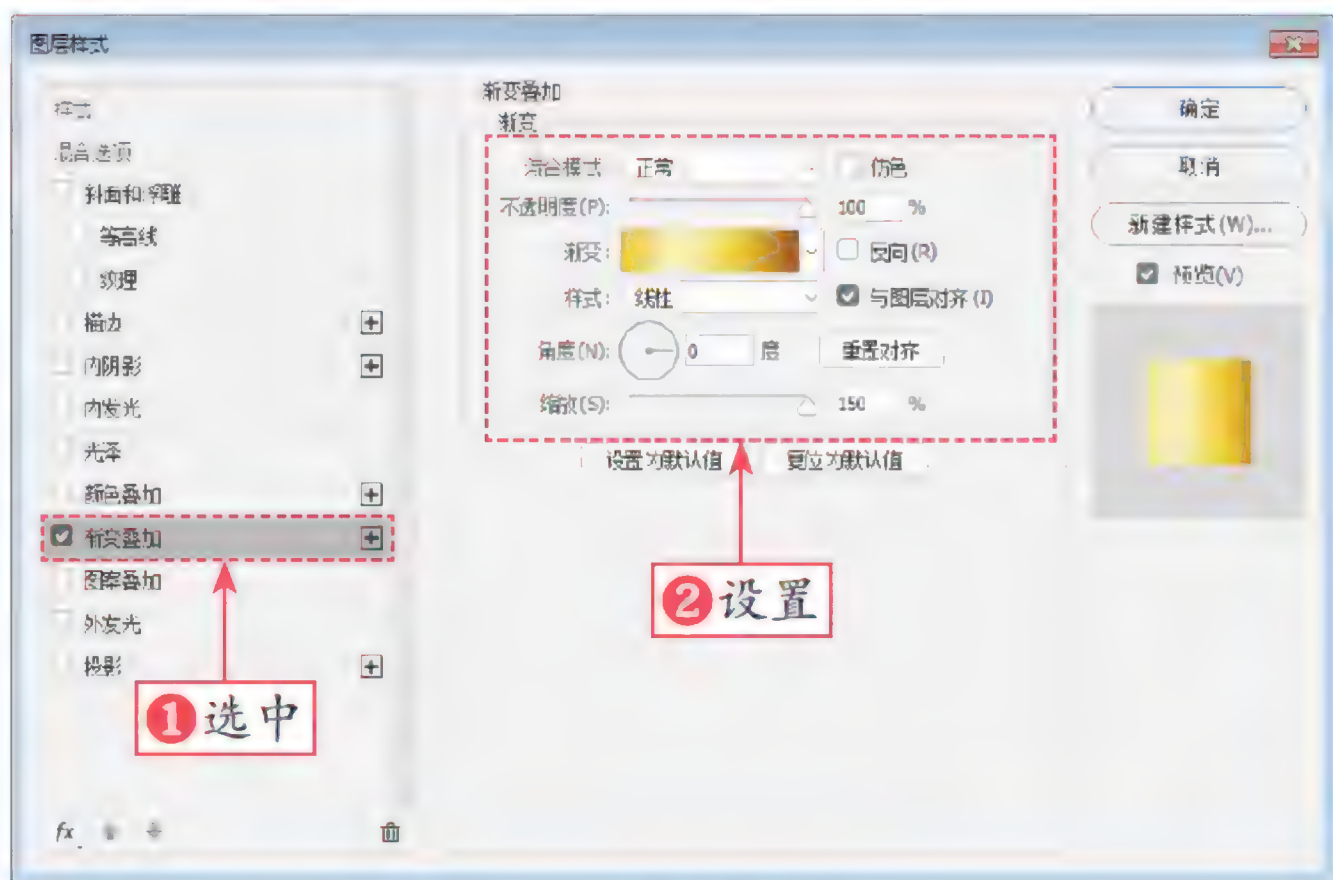 图层样式
样式
混合选项
斜面和浮雕
等高线
纹理
描边
内阴影
内发光
光泽
颜色叠加
渐变叠加
图案叠加
外发光
投影
fx
❶选中
渐变叠加
渐变
混合模式 正常 仿色
不透明度(P): 100 %
渐变: 反向(R)
样式: 线性 与图层对齐(I)
角度(N): 0 度 重置对齐
缩放(S): 150 %
设置为默认值 复位为默认值
❷设置
确定
取消
新建样式(W)...
预览(V)